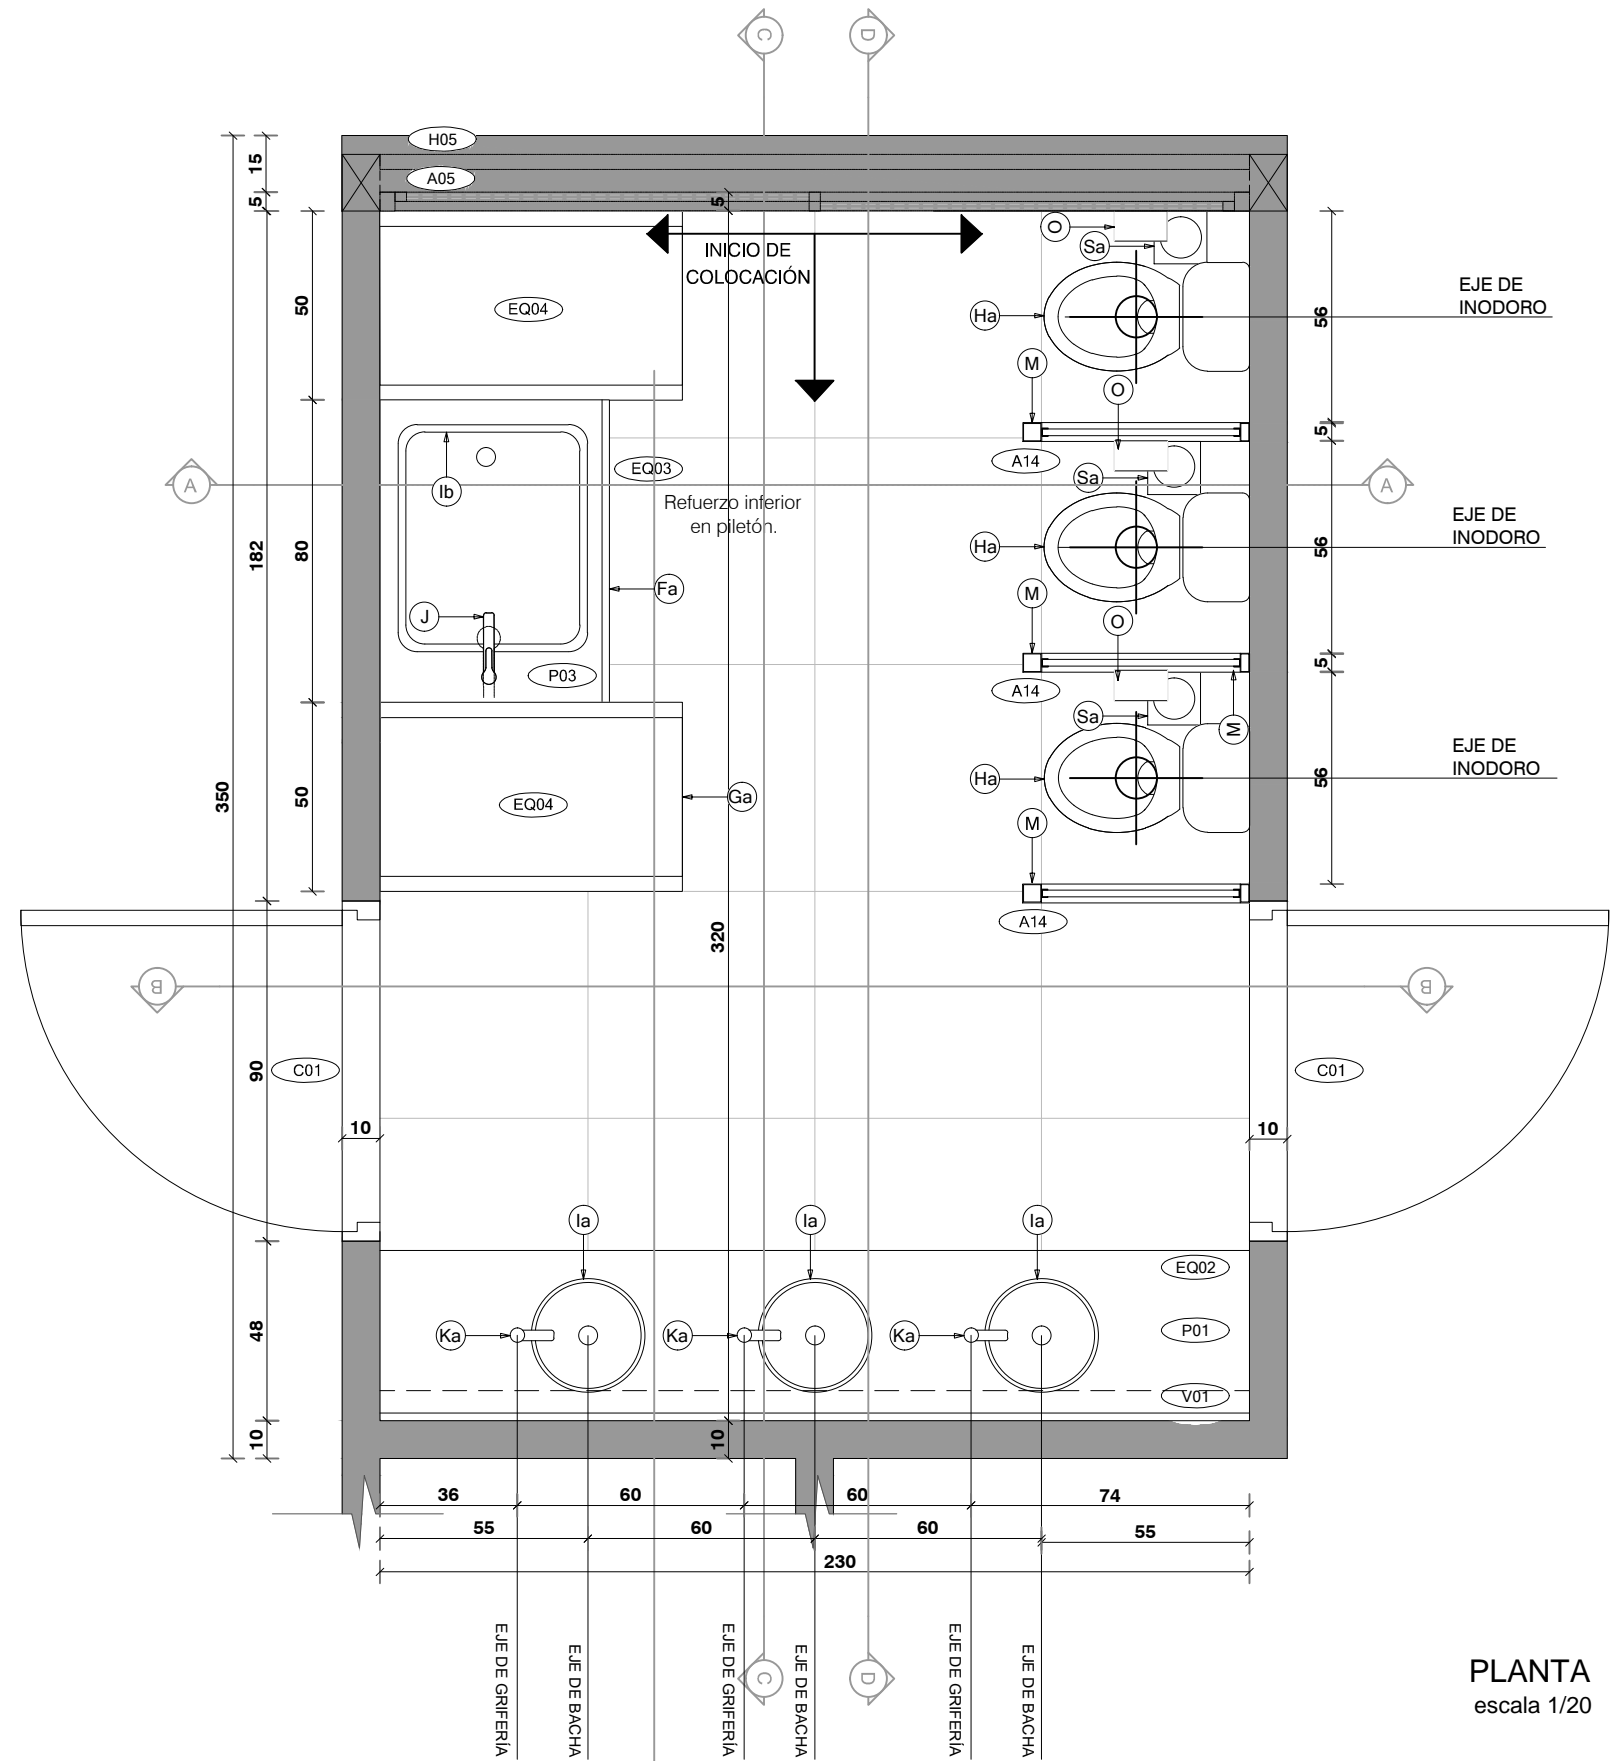 C
D
H05
A05
15
5
5
INICIO DE
COLOCACIÓN
O
Sa
EJE DE
INODORO
50
EQ04
Ha
56
M
O
A
Ib
EQ03
A14
5
Sa
A
Refuerzo inferior
en piletón.
EJE DE
INODORO
182
80
Ha
56
J
Fa
M
O
P03
A14
5
Sa
M
EJE DE
INODORO
350
50
EQ04
Ga
Ha
56
M
320
A14
B
B
90
C01
C01
10
10
Ia
Ia
Ia
EQ02
48
Ka
Ka
Ka
P01
V01
10
10
36
60
60
74
55
60
60
55
230
EJE DE GRIFERÍA
EJE DE BACHA
EJE DE GRIFERÍA
C
EJE DE BACHA
D
EJE DE GRIFERÍA
EJE DE BACHA
PLANTA
escala 1/20